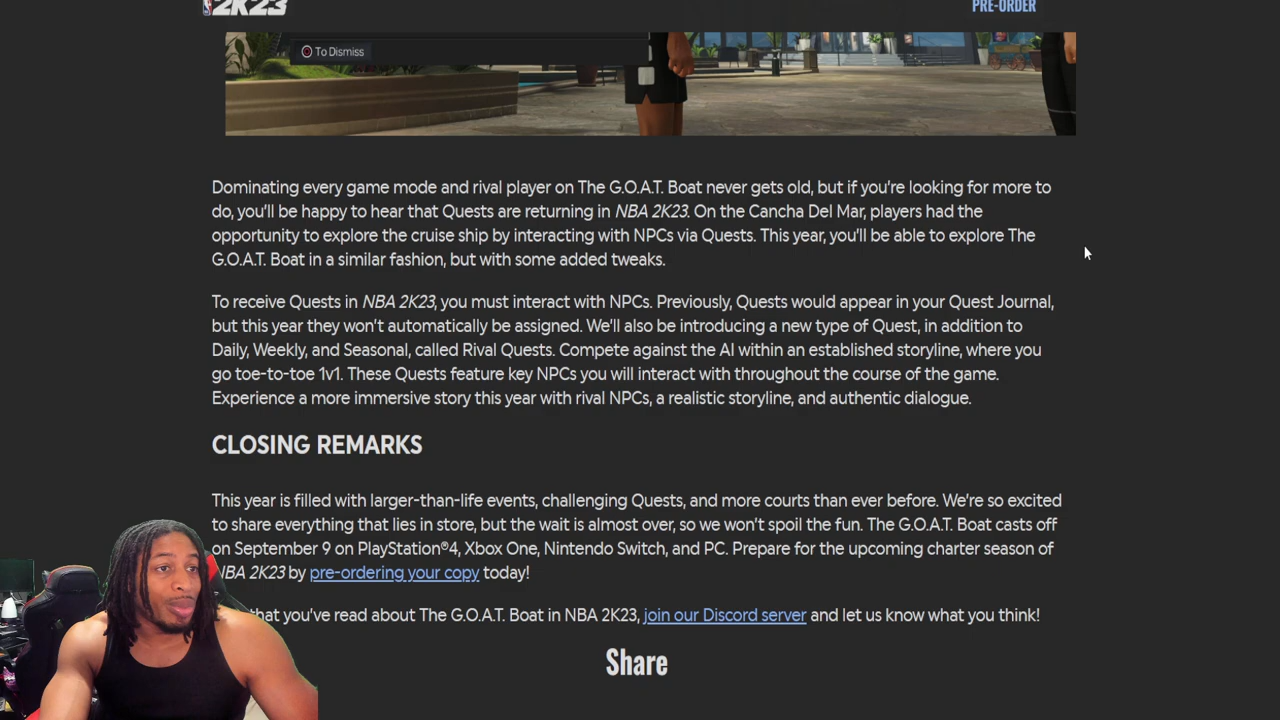 2K23
PRE-ORDER
To Dismiss
Dominating every game mode and rival player on The G.O.A.T. Boat never gets old, but if you're looking for more to
do, you'll be happy to hear that Quests are returning in NBA 2K23. On the Cancha Del Mar, players had the
opportunity to explore the cruise ship by interacting with NPCs via Quests. This year, you'll be able to explore The
G.O.A.T. Boat in a similar fashion, but with some added tweaks.
To receive Quests in NBA 2K23, you must interact with NPCs. Previously, Quests would appear in your Quest Journal,
but this year they won't automatically be assigned. We'll also be introducing a new type of Quest, in addition to
Daily, Weekly, and Seasonal, called Rival Quests. Compete against the AI within an established storyline, where you
go toe-to-toe 1v1. These Quests feature key NPCs you will interact with throughout the course of the game.
Experience a more immersive story this year with rival NPCs, a realistic storyline, and authentic dialogue.
CLOSING REMARKS
This year is filled with larger-than-life events, challenging Quests, and more courts than ever before. We're so excited
to share everything that lies in store, but the wait is almost over, so we won't spoil the fun. The G.O.A.T. Boat casts off
on September 9 on PlayStation®4, Xbox One, Nintendo Switch, and PC. Prepare for the upcoming charter season of
NBA 2K23 by pre-ordering your copy today!
that you've read about The G.O.A.T. Boat in NBA 2K23, join our Discord server and let us know what you think!
Share